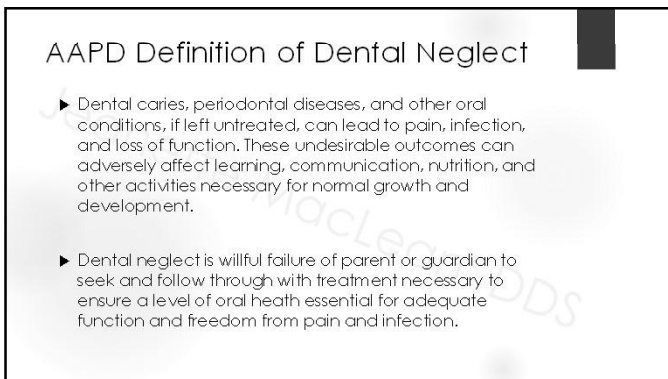 AAPD Definition of Dental Neglect
▶ Dental caries, periodontal diseases, and other oral
conditions, if left untreated, can lead to pain, infection,
and loss of function. These undesirable outcomes can
adversely affect learning, communication, nutrition, and
other activities necessary for normal growth and
development.
▶ Dental neglect is willful failure of parent or guardian to
seek and follow through with treatment necessary to
ensure a level of oral heath essential for adequate
function and freedom from pain and infection.
MacLean DDS